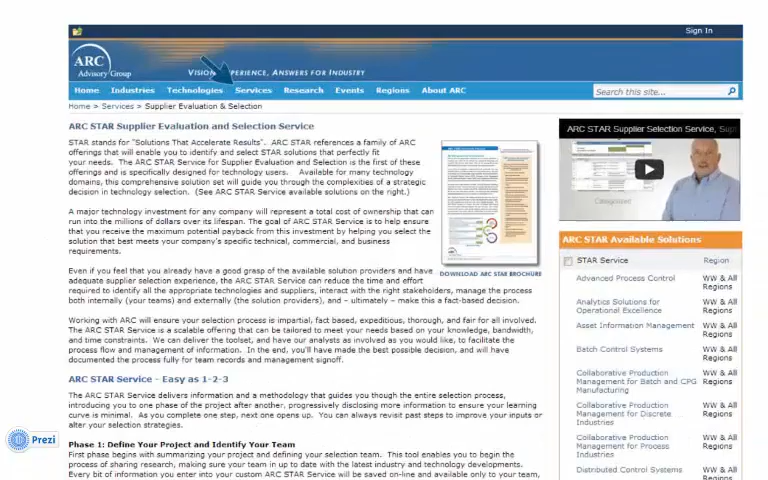 Sign In
ARC
Advisory Group
VISION, EXPERIENCE, ANSWERS FOR INDUSTRY
Home Industries Technologies Services Research Events Regions About ARC
Search this site...
Home > Services > Supplier Evaluation & Selection
ARC STAR Supplier Evaluation and Selection Service
STAR stands for "Solutions That Accelerate Results". ARC STAR references a family of ARC
offerings that will enable you to identify and select STAR solutions that perfectly fit
your needs. The ARC STAR Service for Supplier Evaluation and Selection is the first of these
offerings and is specifically designed for technology users. Available for many technology
domains, this comprehensive solution set will guide you through the complexities of a strategic
decision in technology selection. (See ARC STAR Service available solutions on the right.)
A major technology investment for any company will represent a total cost of ownership that can
run into the millions of dollars over its lifespan. The goal of ARC STAR Service is to help ensure
that you receive the maximum potential payback from this investment by helping you select the
solution that best meets your company's specific technical, commercial, and business
requirements.
Even if you feel that you already have a good grasp of the available solution providers and have
adequate supplier selection experience, the ARC STAR Service can reduce the time and effort
required to identify all the appropriate technologies and suppliers, interact with the right stakeholders, manage the process
both internally (your teams) and externally (the solution providers), and – ultimately – make this a fact-based decision.
Working with ARC will ensure your selection process is impartial, fact based, expeditious, thorough, and fair for all involved.
The ARC STAR Service is a scalable offering that can be tailored to meet your needs based on your knowledge, bandwidth,
and time constraints. We can deliver the toolset, and have our analysts as involved as you would like, to facilitate the
process flow and management of information. In the end, you'll have made the best possible decision, and will have
documented the process fully for team records and management signoff.
ARC STAR Service - Easy as 1-2-3
The ARC STAR Service delivers information and a methodology that guides you though the entire selection process,
introducing you to one phase of the project after another, progressively disclosing more information to ensure your learning
curve is minimal. As you complete one step, next one opens up. You can always revisit past steps to improve your inputs or
alter your selection strategies.
Phase 1: Define Your Project and Identify Your Team
First phase begins with summarizing your project and defining your selection team. This tool enables you to begin the
process of sharing research, making sure your team in up to date with the latest industry and technology developments.
Every bit of information you enter into your custom ARC STAR Service will be saved on-line and available only to your team,
DOWNLOAD ARC STAR BROCHURE
ARC STAR Supplier Selection Service, Sup
Categories
ARC STAR Available Solutions
STAR Service Region
Advanced Process Control WW & All
Regions
Analytics Solutions for WW & All
Operational Excellence Regions
Asset Information Management WW & All
Regions
Batch Control Systems WW & All
Regions
Collaborative Production
Management for Batch and CPG WW & All
Manufacturing Regions
Collaborative Production
Management for Discrete WW & All
Industries Regions
Collaborative Production
Management for Process WW & All
Industries Regions
Distributed Control Systems WW & All
Regions
Prezi